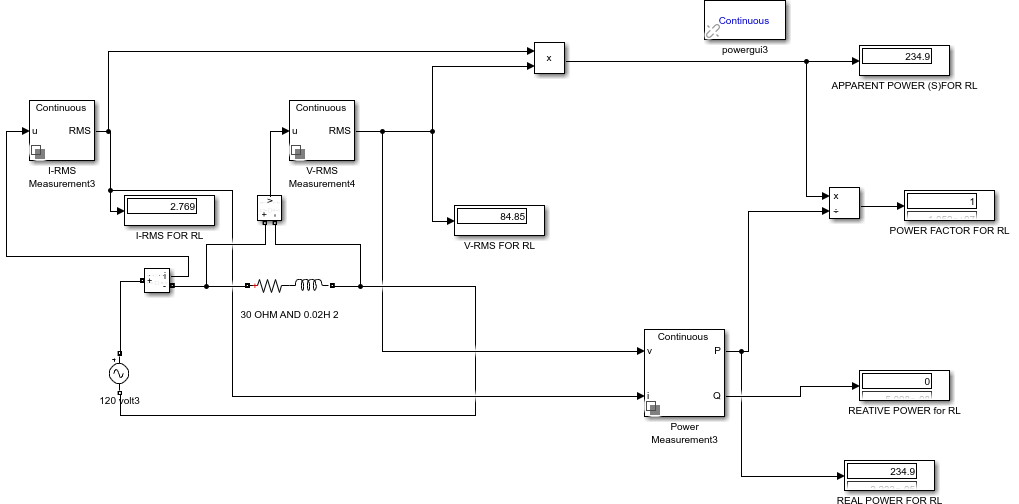 Continuous
powergui3
x
234.9
APPARENT POWER (S)FOR RL
Continuous
u
RMS
I-RMS
Measurement3
Continuous
u
RMS
V-RMS
Measurement4
2.769
I-RMS FOR RL
84.85
V-RMS FOR RL
x
÷
1
POWER FACTOR FOR RL
+
i
-
30 OHM AND 0.02H 2
120 volt3
Continuous
v
P
i
Q
Power
Measurement3
0
REATIVE POWER for RL
234.9
REAL POWER FOR RL